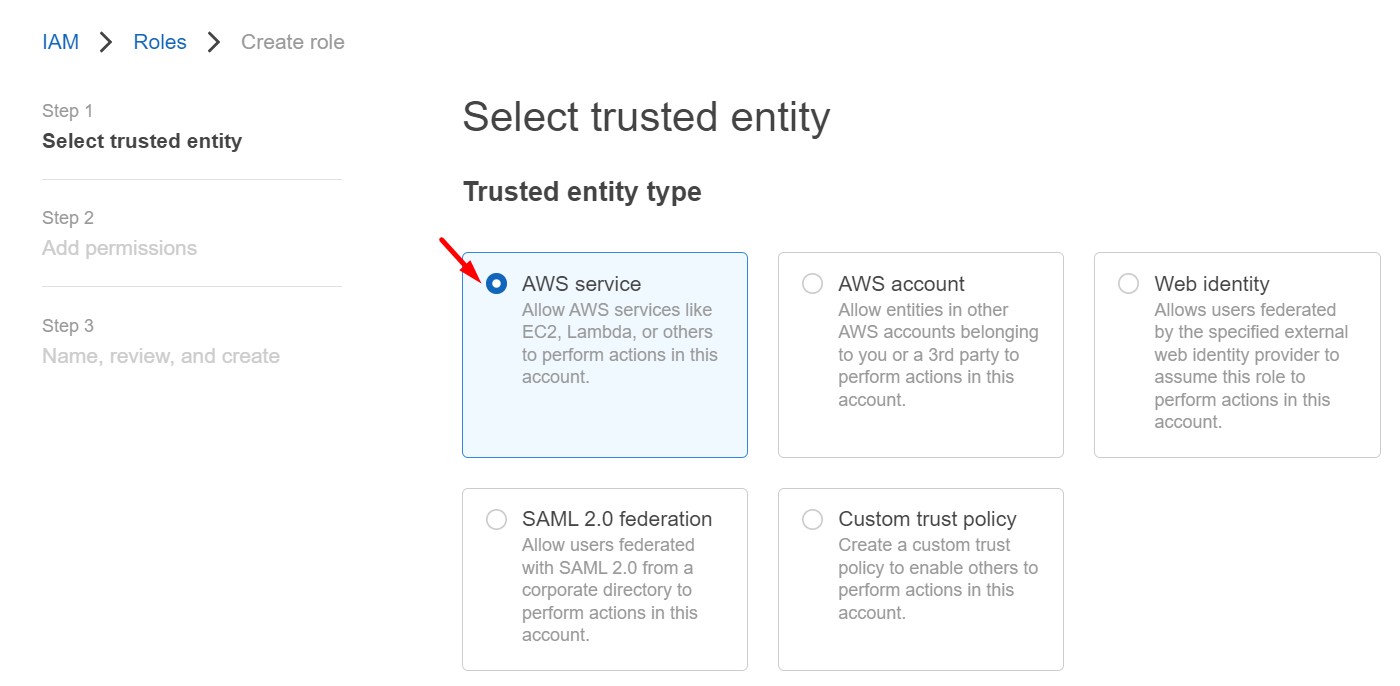 IAM > Roles > Create role
Step 1
Select trusted entity
Step 2
Add permissions
Step 3
Name, review, and create
Select trusted entity
Trusted entity type
AWS service
Allow AWS services like
EC2, Lambda, or others
to perform actions in this
account.
AWS account
Allow entities in other
AWS accounts belonging
to you or a 3rd party to
perform actions in this
account.
Web identity
Allows users federated
by the specified external
web identity provider to
assume this role to
perform actions in this
account.
SAML 2.0 federation
Allow users federated
with SAML 2.0 from a
corporate directory to
perform actions in this
account.
Custom trust policy
Create a custom trust
policy to enable others to
perform actions in this
account.